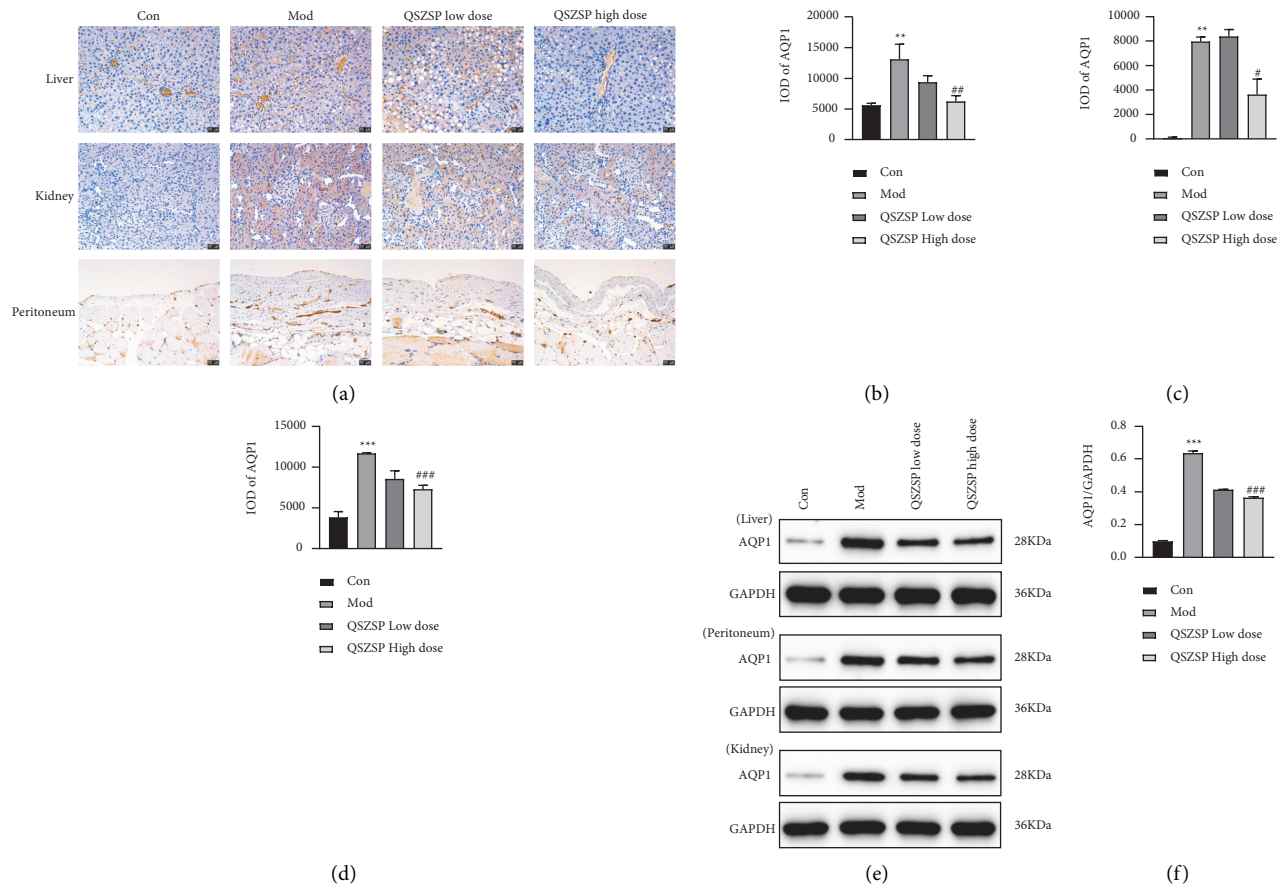 Con Mod QSZSP low dose QSZSP high dose
Liver
Kidney
Peritoneum
(a)
IOD of AQP1
20000
15000
10000
5000
0
**
##
Con
Mod
QSZSP Low dose
QSZSP High dose
(b)
IOD of AQP1
10000
8000
6000
4000
2000
0
**
#
Con
Mod
QSZSP Low dose
QSZSP High dose
(c)
IOD of AQP1
15000
10000
5000
0
***
###
Con
Mod
QSZSP Low dose
QSZSP High dose
(d)
Con Mod QSZSP low dose QSZSP high dose
(Liver)
AQP1 28KDa
GAPDH 36KDa
(Peritoneum)
AQP1 28KDa
GAPDH 36KDa
(Kidney)
AQP1 28KDa
GAPDH 36KDa
(e)
AQP1/GAPDH
0.8
0.6
0.4
0.2
0.0
***
###
Con
Mod
QSZSP Low dose
QSZSP High dose
(f)